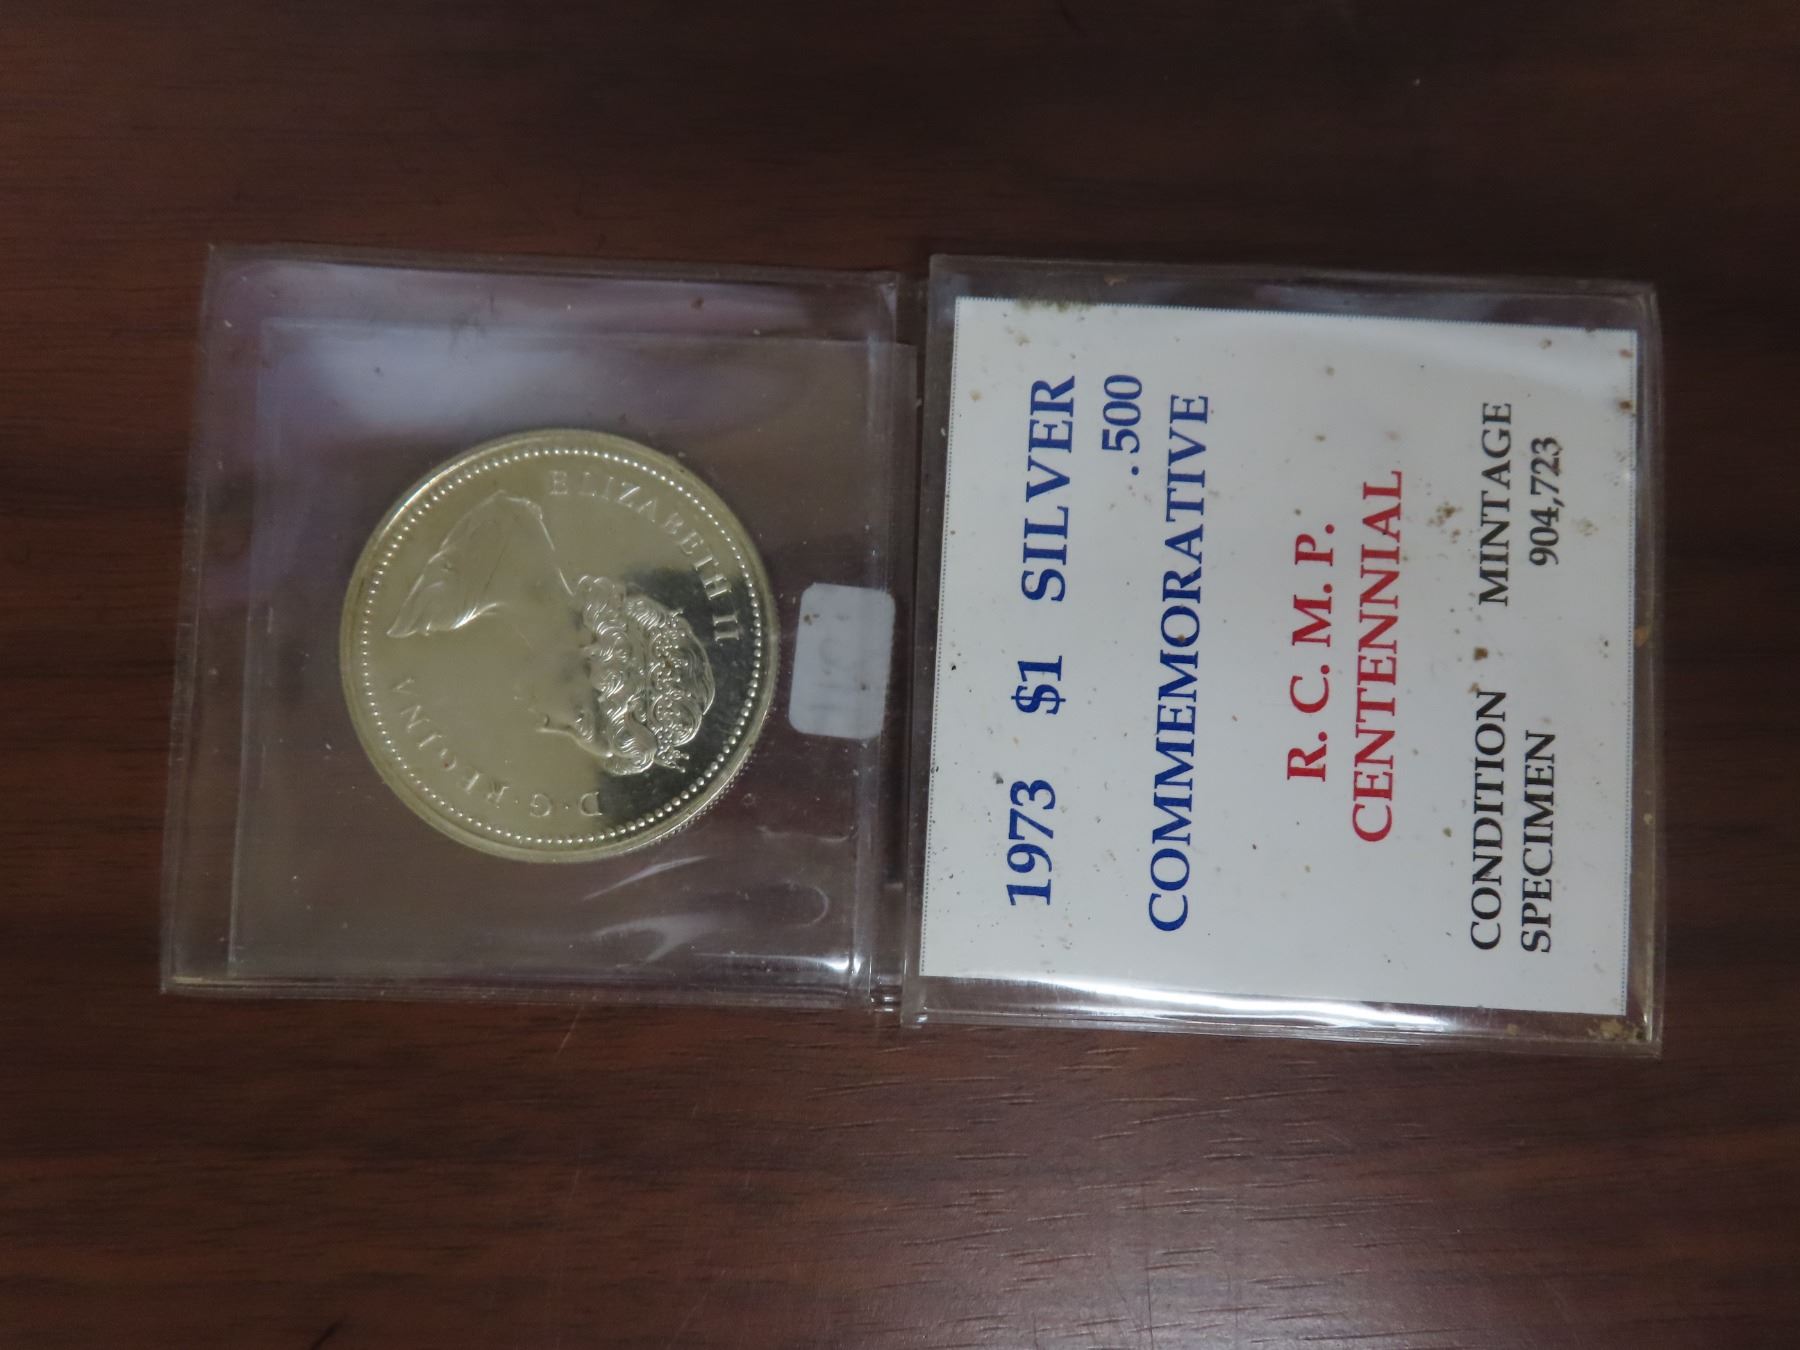 ELIZABETH II D·G·REGINA
1973 $1 SILVER
.500
COMMEMORATIVE
R. C. M. P.
CENTENNIAL
CONDITION MINTAGE
SPECIMEN 904,723